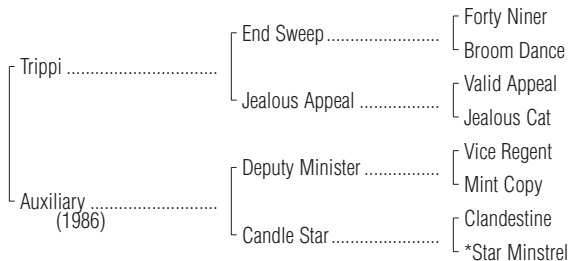 Forty Niner
End Sweep
Broom Dance
Trippi
Valid Appeal
Jealous Appeal
Jealous Cat
Vice Regent
Deputy Minister
Mint Copy
Auxiliary
(1986)
Clandestine
Candle Star
*Star Minstrel